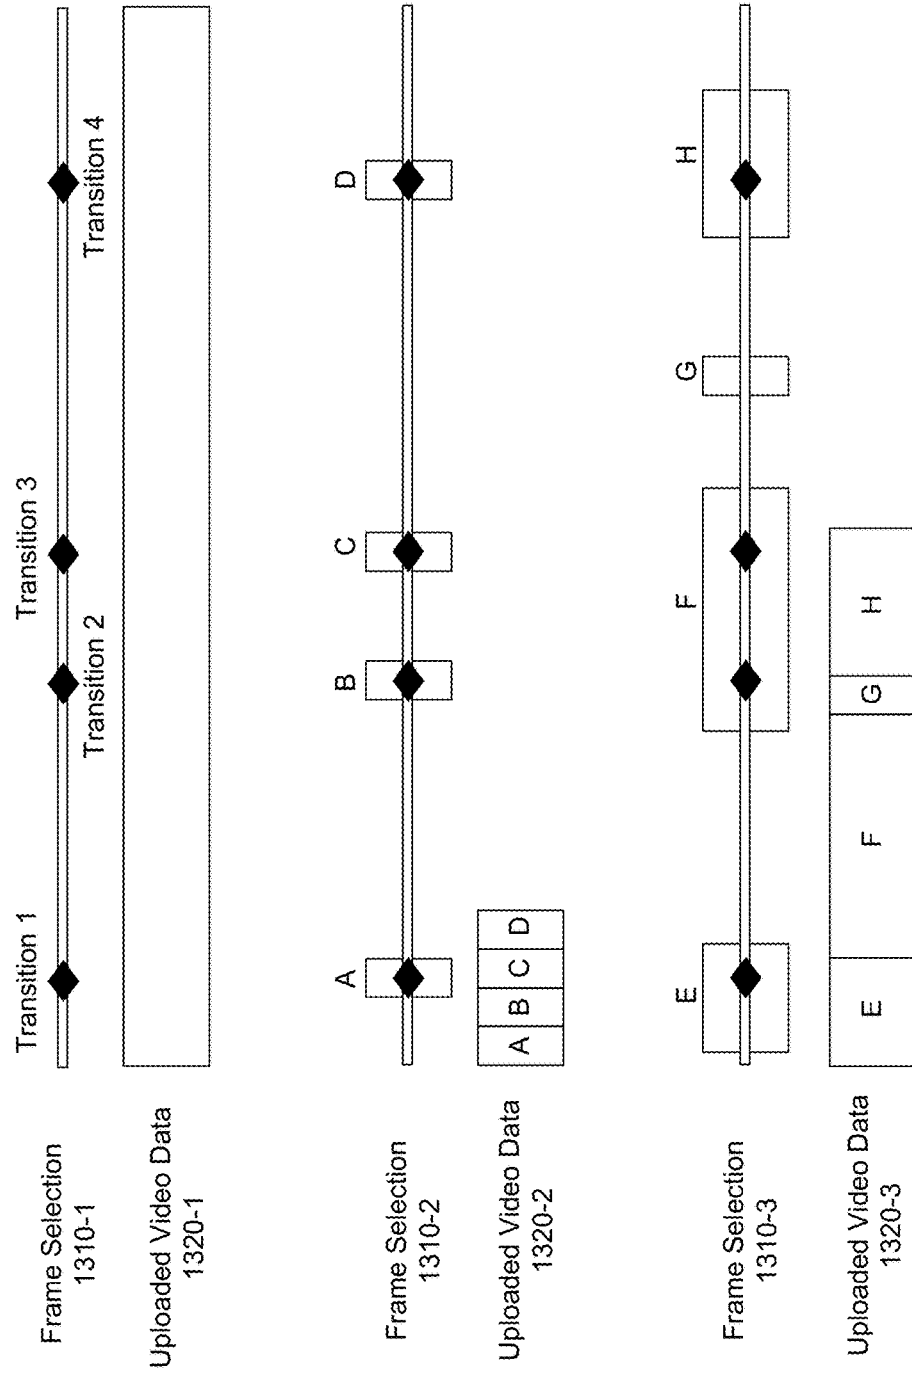 Transition 1
Transition 3
Frame Selection
1310-1
Transition 2
Transition 4
Uploaded Video Data
1320-1
A
B
C
D
Frame Selection
1310-2
A B C D
Uploaded Video Data
1320-2
E
F
G
H
Frame Selection
1310-3
E F G H
Uploaded Video Data
1320-3